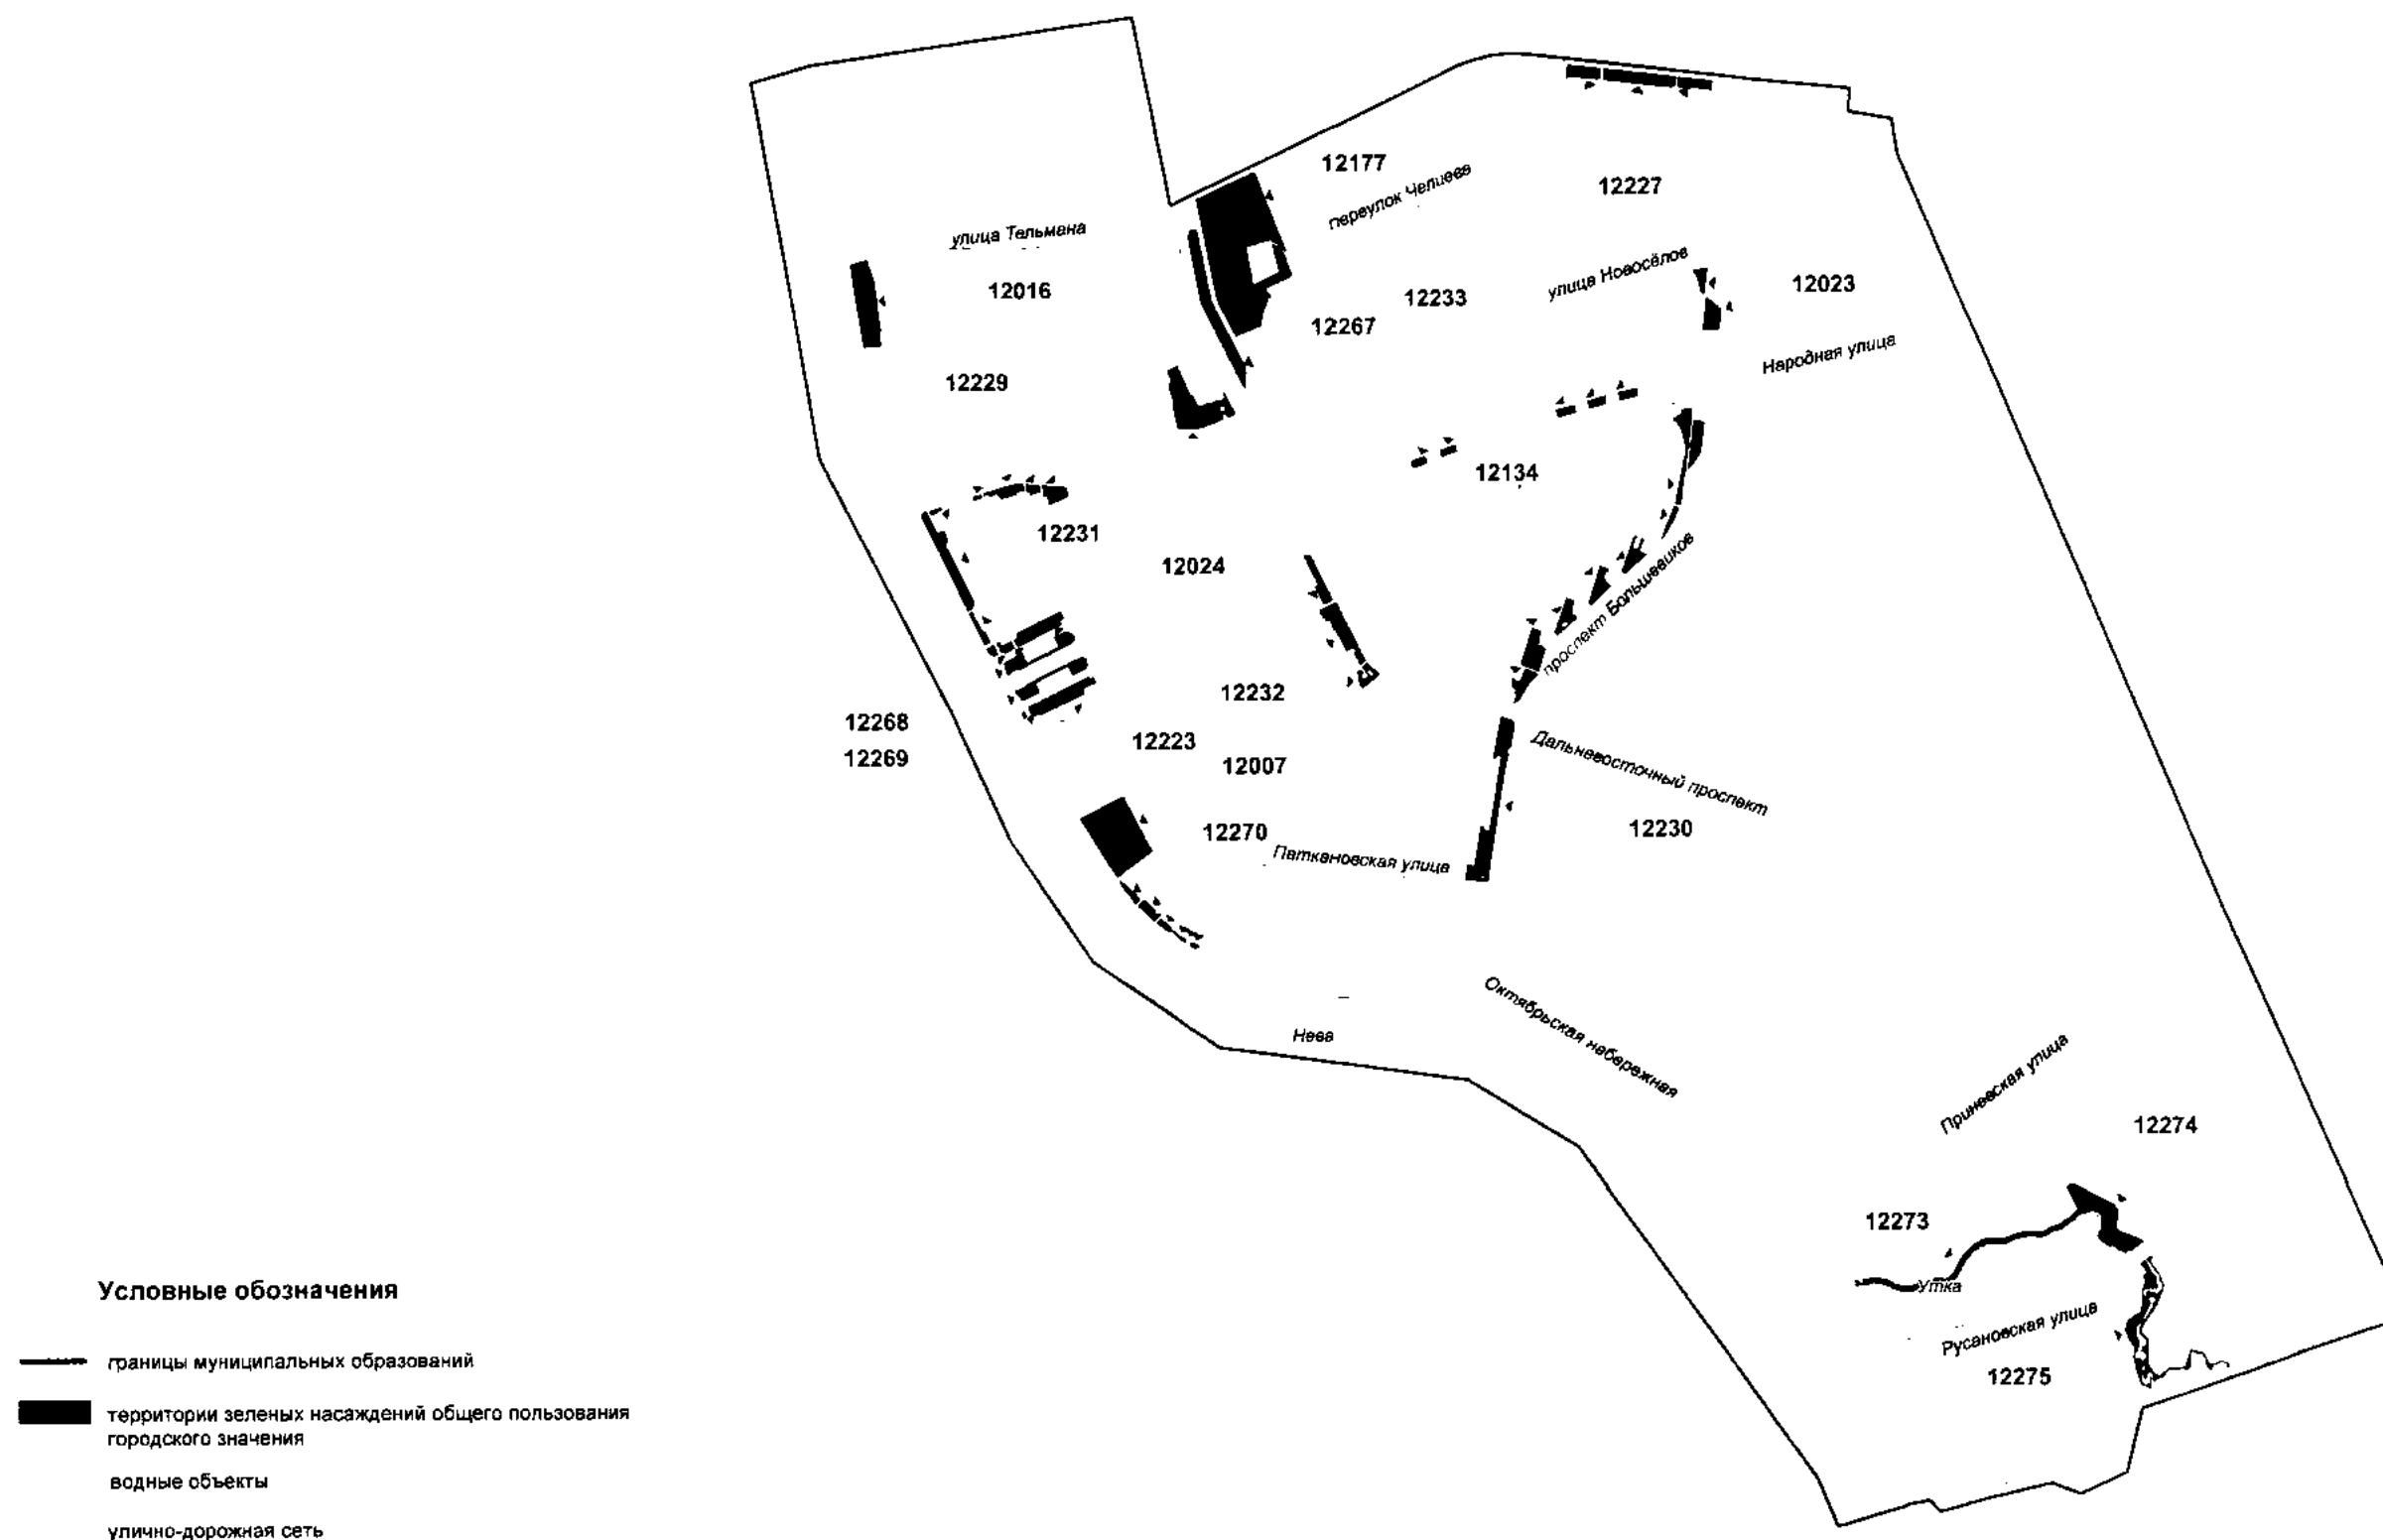 12177
переулок Челиева
12227
улица Тельмана
12016
улица Новосёлов
12023
12233
12267
Народная улица
12229
12134
12231
12024
проспект Большевиков
12232
12268
12269
12223
12007
Дальневосточный проспект
12230
12270
Паткановская улица
Октябрьская набережная
Нева
Приневская улица
12274
12273
Утка
Русановская улица
12275
Условные обозначения
границы муниципальных образований
территории зеленых насаждений общего пользования
городского значения
водные объекты
улично-дорожная сеть